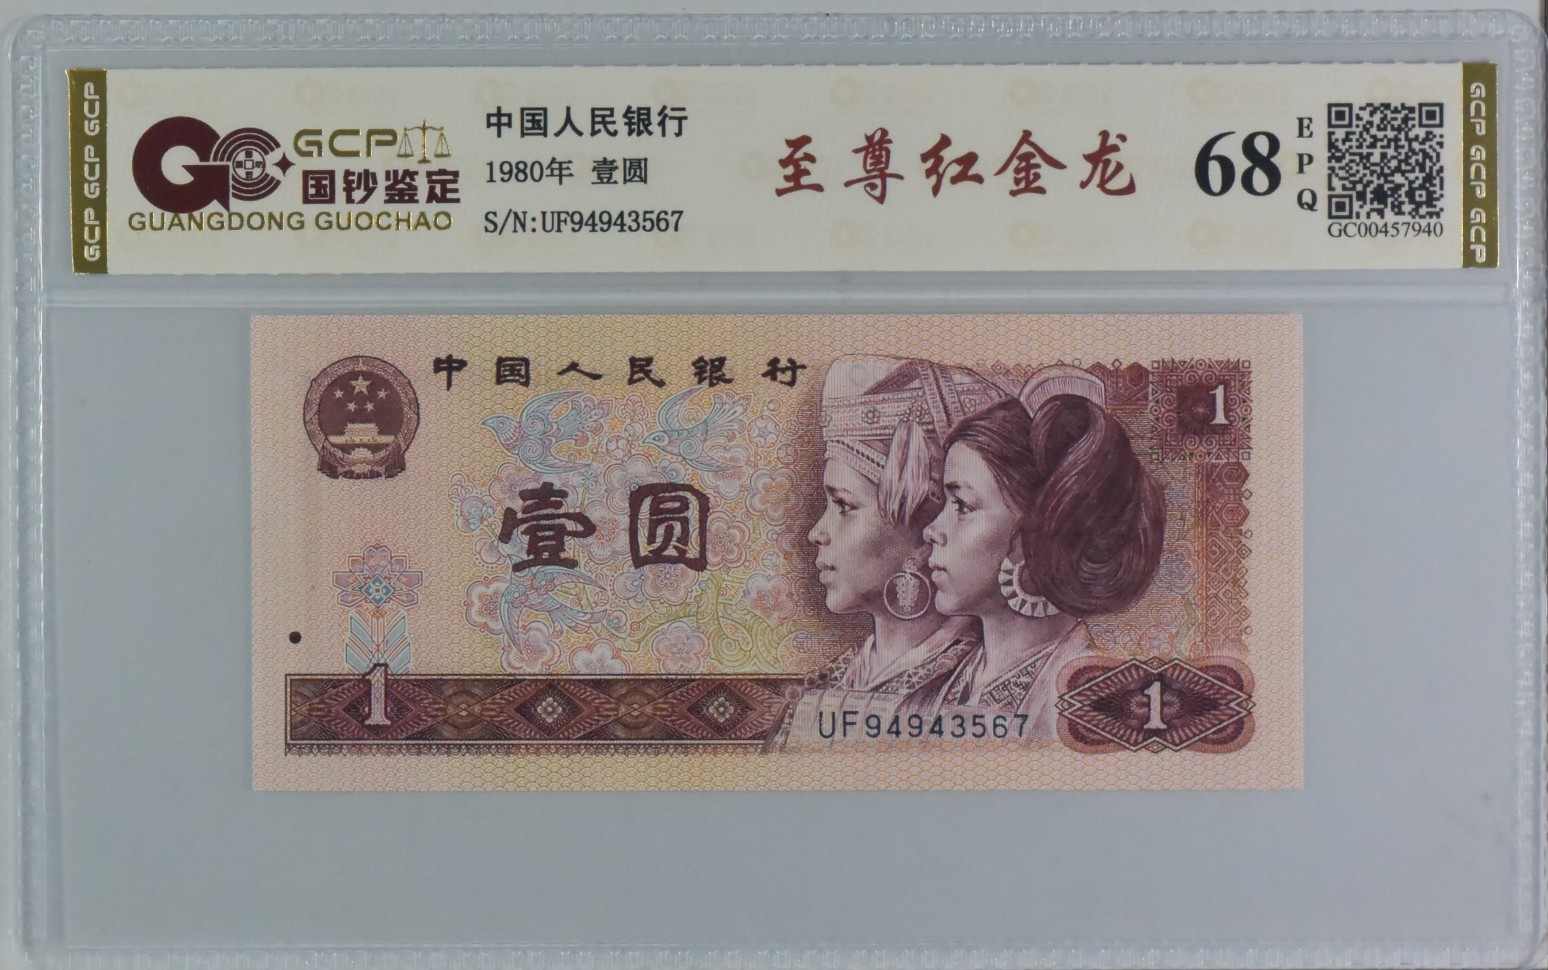 GCP
国钞鉴定
GUANGDONG GUOCHAO
中国人民银行
1980年 壹圆
S/N:UF94943567
至尊红金龙
68
EPQ
GC00457940
GCP GCP GCP
GCP GCP GCP
中国人民银行
1
壹圆
1
UF94943567
1